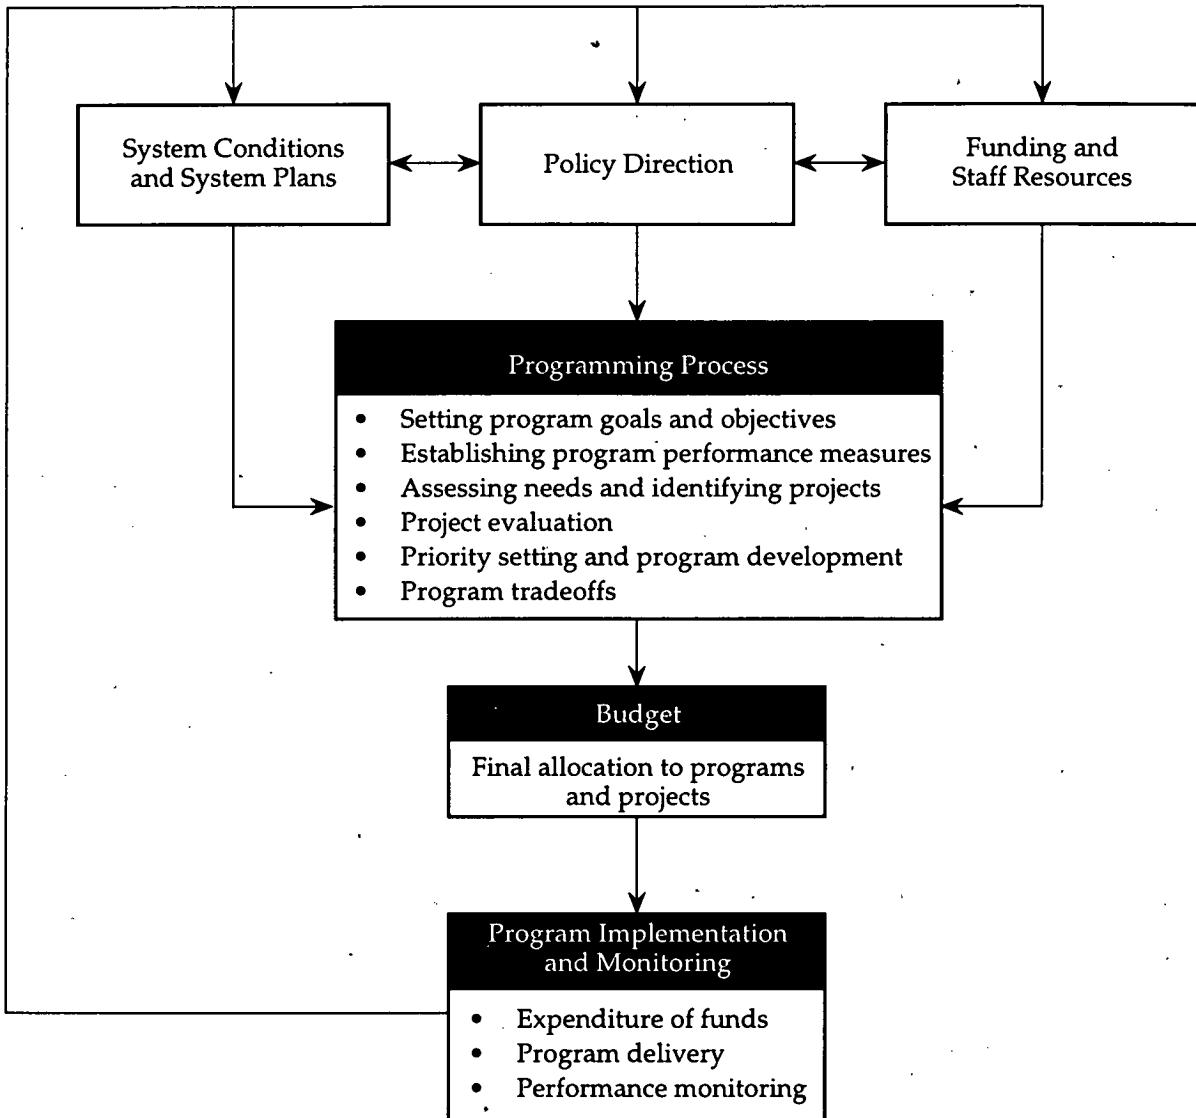 System Conditions
and System Plans
Policy Direction
Funding and
Staff Resources
Programming Process
• Setting program goals and objectives
• Establishing program performance measures
• Assessing needs and identifying projects
• Project evaluation
• Priority setting and program development
• Program tradeoffs
Budget
Final allocation to programs
and projects
Program Implementation
and Monitoring
• Expenditure of funds
• Program delivery
• Performance monitoring